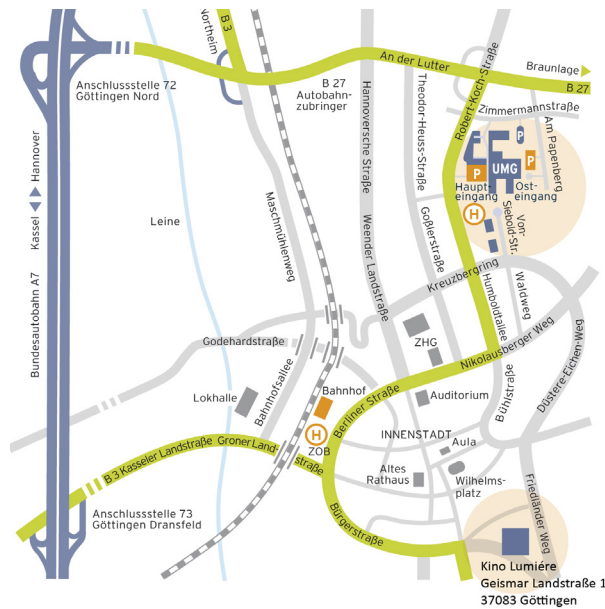 Northeim
B 3
An der Lutter
Braunlage
B 27
Robert-Koch-Straße
Anschlussstelle 72
Göttingen Nord
B 27
Autobahn-
zubringer
Hannoversche Straße
Theodor-Heuss-Straße
Zimmermannstraße
Am Papenberg
P
P
P
UMG
Haupt-
eingang
Ost-
eingang
H
Von-
Siebold-Str.
Kassel
Hannover
Bundesautobahn A7
Leine
Maschmühlenweg
Weender Landstraße
Goßlerstraße
Kreuzbergring
Humboldtallee
Waldweg
Godehardstraße
ZHG
Nikolausberger Weg
Düstere-Eichen-Weg
Lokhalle
Bahnhofsallee
Bahnhof
H
ZOB
Berliner Straße
Auditorium
Bühlstraße
INNENSTADT
Aula
B 3 Kasseler Landstraße
Groner Land-
straße
Altes
Rathaus
Wilhelms-
platz
Anschlussstelle 73
Göttingen Dransfeld
Bürgerstraße
Friedländer Weg
Kino Lumiére
Geismar Landstraße 1
37083 Göttingen